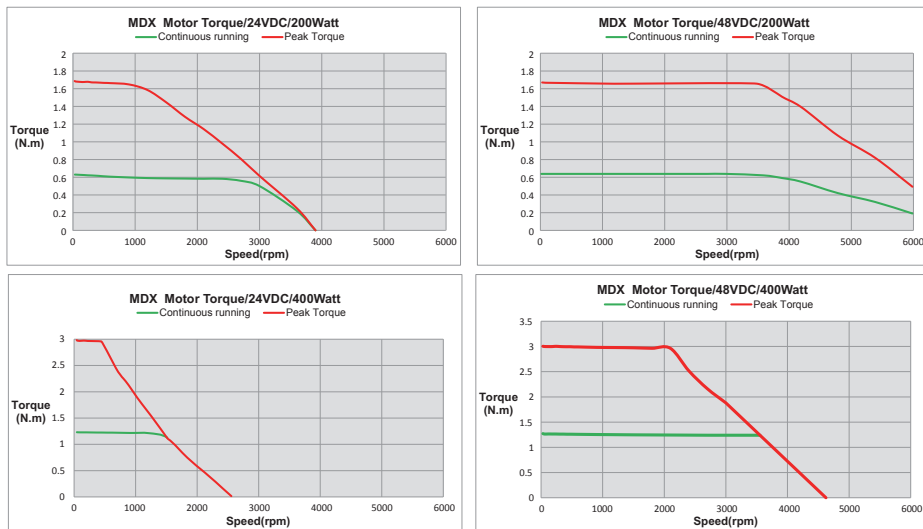 MDX Motor Torque/24VDC/200Watt
Continuous running Peak Torque
2
1.8
1.6
1.4
1.2
1
0.8
0.6
0.4
0.2
0
Torque
(N.m)
0 1000 2000 3000 4000 5000 6000
Speed(rpm)
MDX Motor Torque/48VDC/200Watt
Continuous running Peak Torque
2
1.8
1.6
1.4
1.2
1
0.8
0.6
0.4
0.2
0
Torque
(N.m)
0 1000 2000 3000 4000 5000 6000
Speed(rpm)
MDX Motor Torque/24VDC/400Watt
Continuous running Peak Torque
3
2.5
2
1.5
1
0.5
0
Torque
(N.m)
0 1000 2000 3000 4000 5000 6000
Speed(rpm)
MDX Motor Torque/48VDC/400Watt
Continuous running Peak Torque
3.5
3
2.5
2
1.5
1
0.5
0
Torque
(N.m)
0 1000 2000 3000 4000 5000 6000
Speed(rpm)